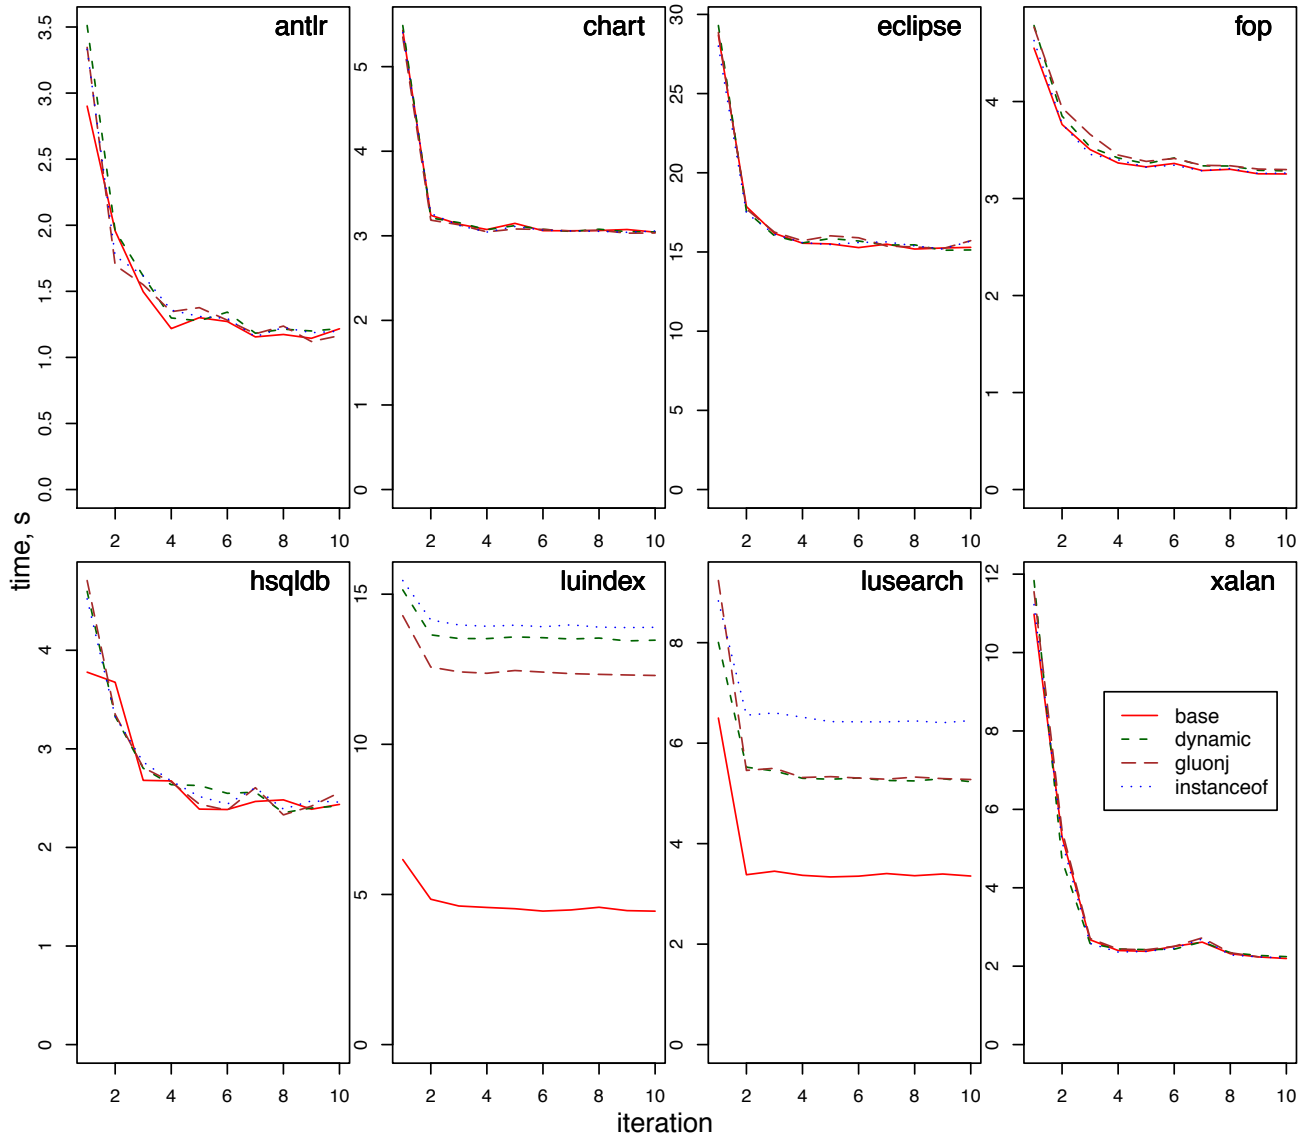 antlr
chart
eclipse
fop
0.0 0.5 1.0 1.5 2.0 2.5 3.0 3.5
0 1 2 3 4 5
0 5 10 15 20 25 30
0 1 2 3 4
2 4 6 8 10
2 4 6 8 10
2 4 6 8 10
2 4 6 8 10
time, s
hsqldb
luindex
lusearch
xalan
0 1 2 3 4
0 5 10 15
0 2 4 6 8
0 2 4 6 8 10 12
base
dynamic
gluonj
instanceof
2 4 6 8 10
2 4 6 8 10
2 4 6 8 10
2 4 6 8 10
iteration